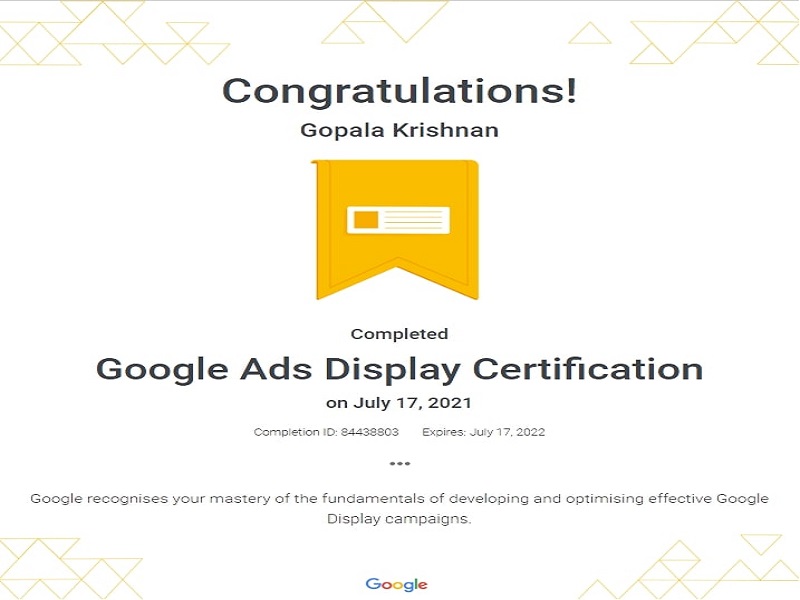 Congratulations!
Gopala Krishnan
Completed
Google Ads Display Certification
on July 17, 2021
Completion ID: 84438803 Expires: July 17, 2022
•••
Google recognises your mastery of the fundamentals of developing and optimising effective Google
Display campaigns.
Google